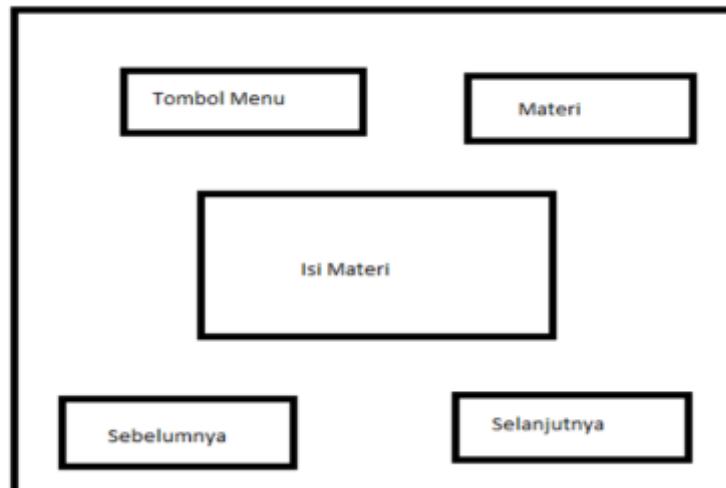 Tombol Menu
Materi
Isi Materi
Sebelumnya
Selanjutnya